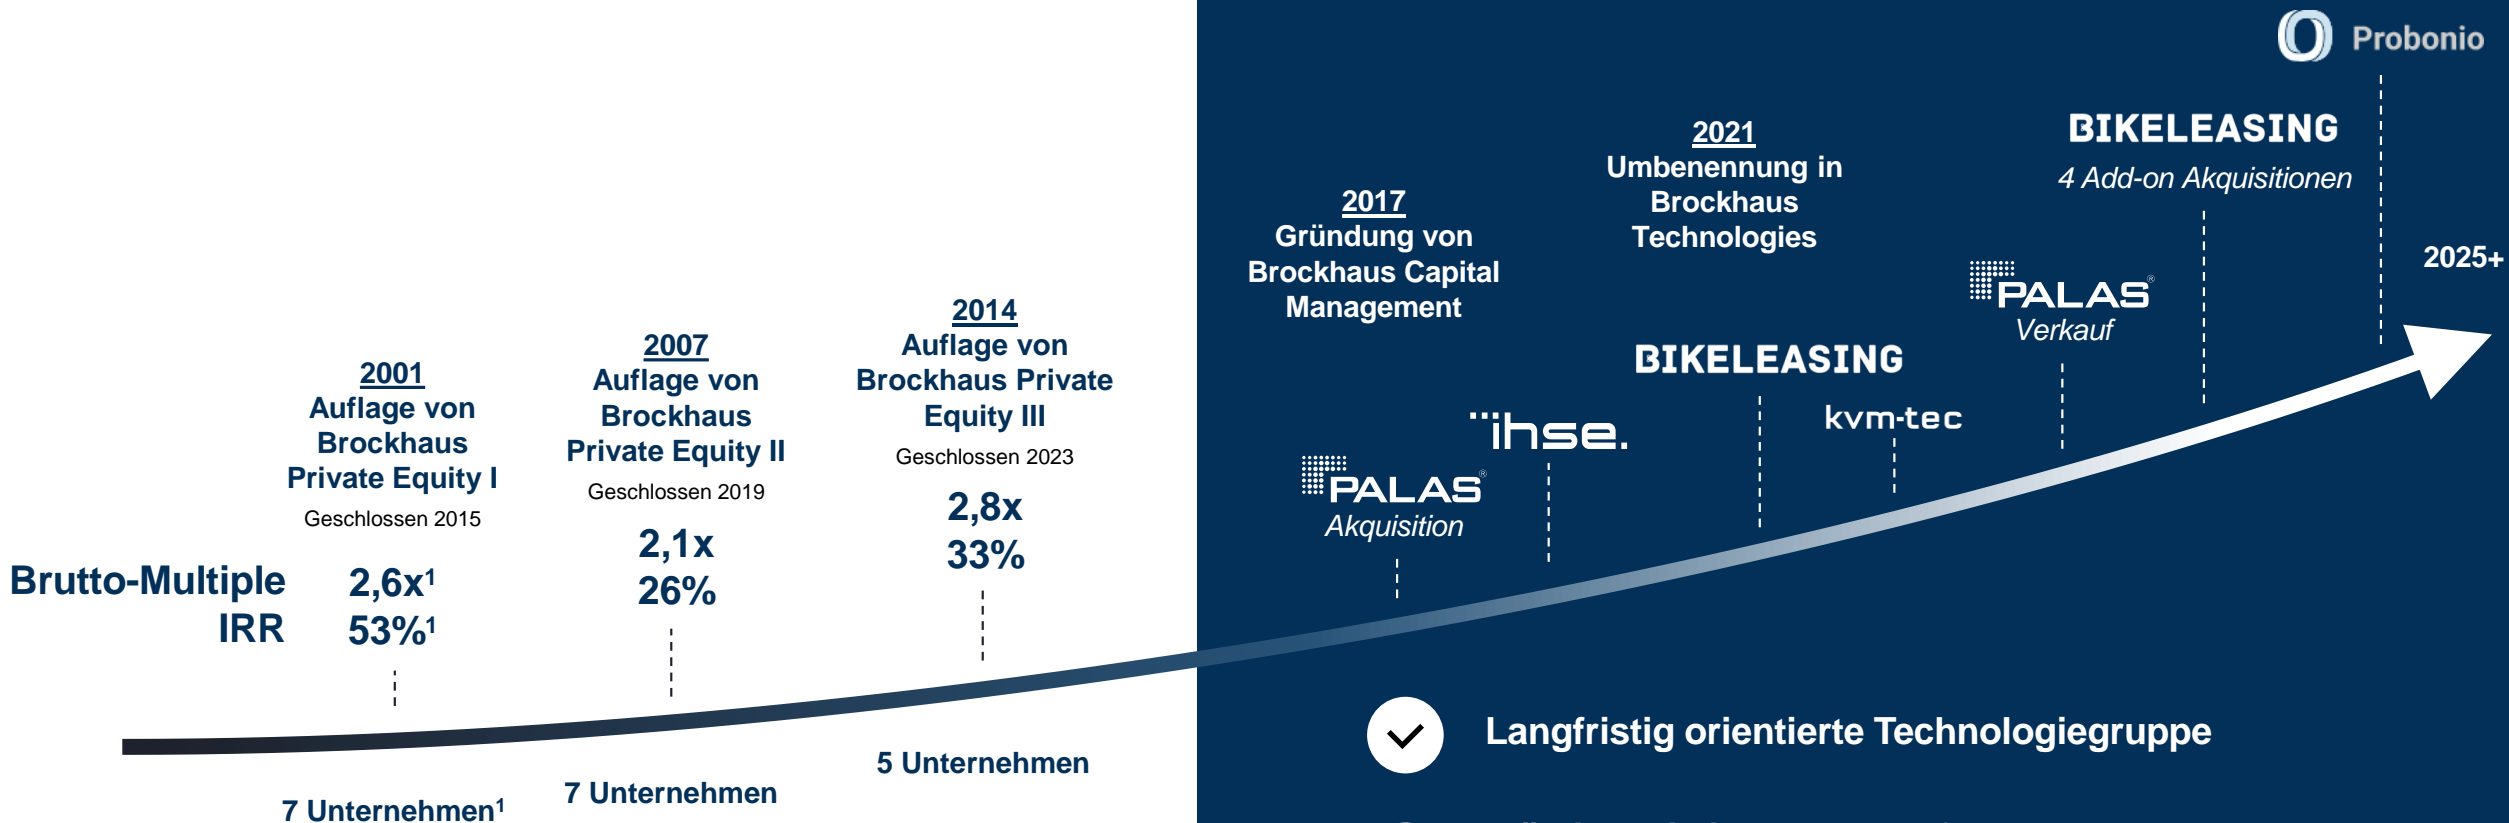 2001
Auflage von
Brockhaus
Private Equity I
Geschlossen 2015
Brutto-Multiple
IRR
2,6x¹
53%¹
7 Unternehmen¹
2007
Auflage von
Brockhaus
Private Equity II
Geschlossen 2019
2,1x
26%
7 Unternehmen
2014
Auflage von
Brockhaus Private
Equity III
Geschlossen 2023
2,8x
33%
5 Unternehmen
2017
Gründung von
Brockhaus Capital
Management
PALAS®
Akquisition
ihse.
2021
Umbenennung in
Brockhaus
Technologies
BIKELEASING
kvm-tec
PALAS®
Verkauf
BIKELEASING
4 Add-on Akquisitionen
Probonio
2025+
Langfristig orientierte Technologiegruppe